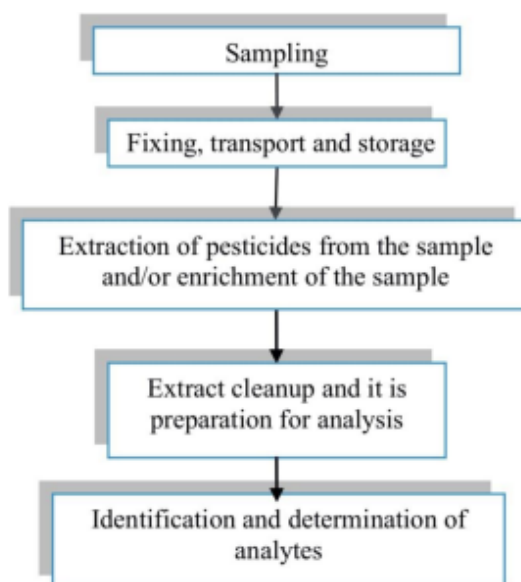 Sampling
Fixing, transport and storage
Extraction of pesticides from the sample
and/or enrichment of the sample
Extract cleanup and it is
preparation for analysis
Identification and determination of
analytes